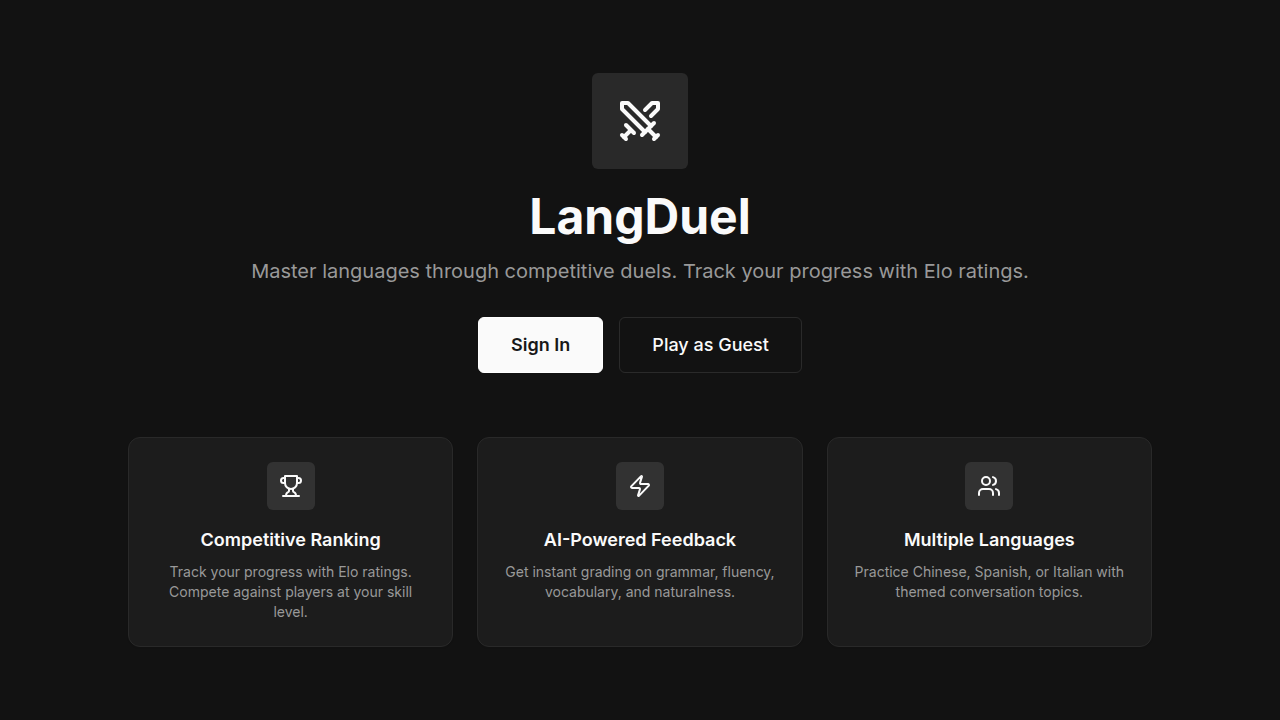 LangDuel
Master languages through competitive duels. Track your progress with Elo ratings.
Sign In
Play as Guest
Competitive Ranking
Track your progress with Elo ratings.
Compete against players at your skill
level.
AI-Powered Feedback
Get instant grading on grammar, fluency,
vocabulary, and naturalness.
Multiple Languages
Practice Chinese, Spanish, or Italian with
themed conversation topics.